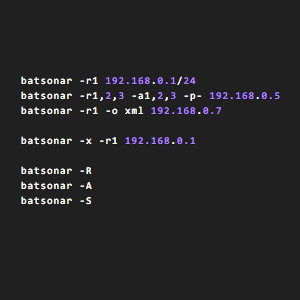 batsonar -r1 192.168.0.1/24
batsonar -r1,2,3 -a1,2,3 -p- 192.168.0.5
batsonar -r1 -o xml 192.168.0.7
batsonar -x -r1 192.168.0.1
batsonar -R
batsonar -A
batsonar -S